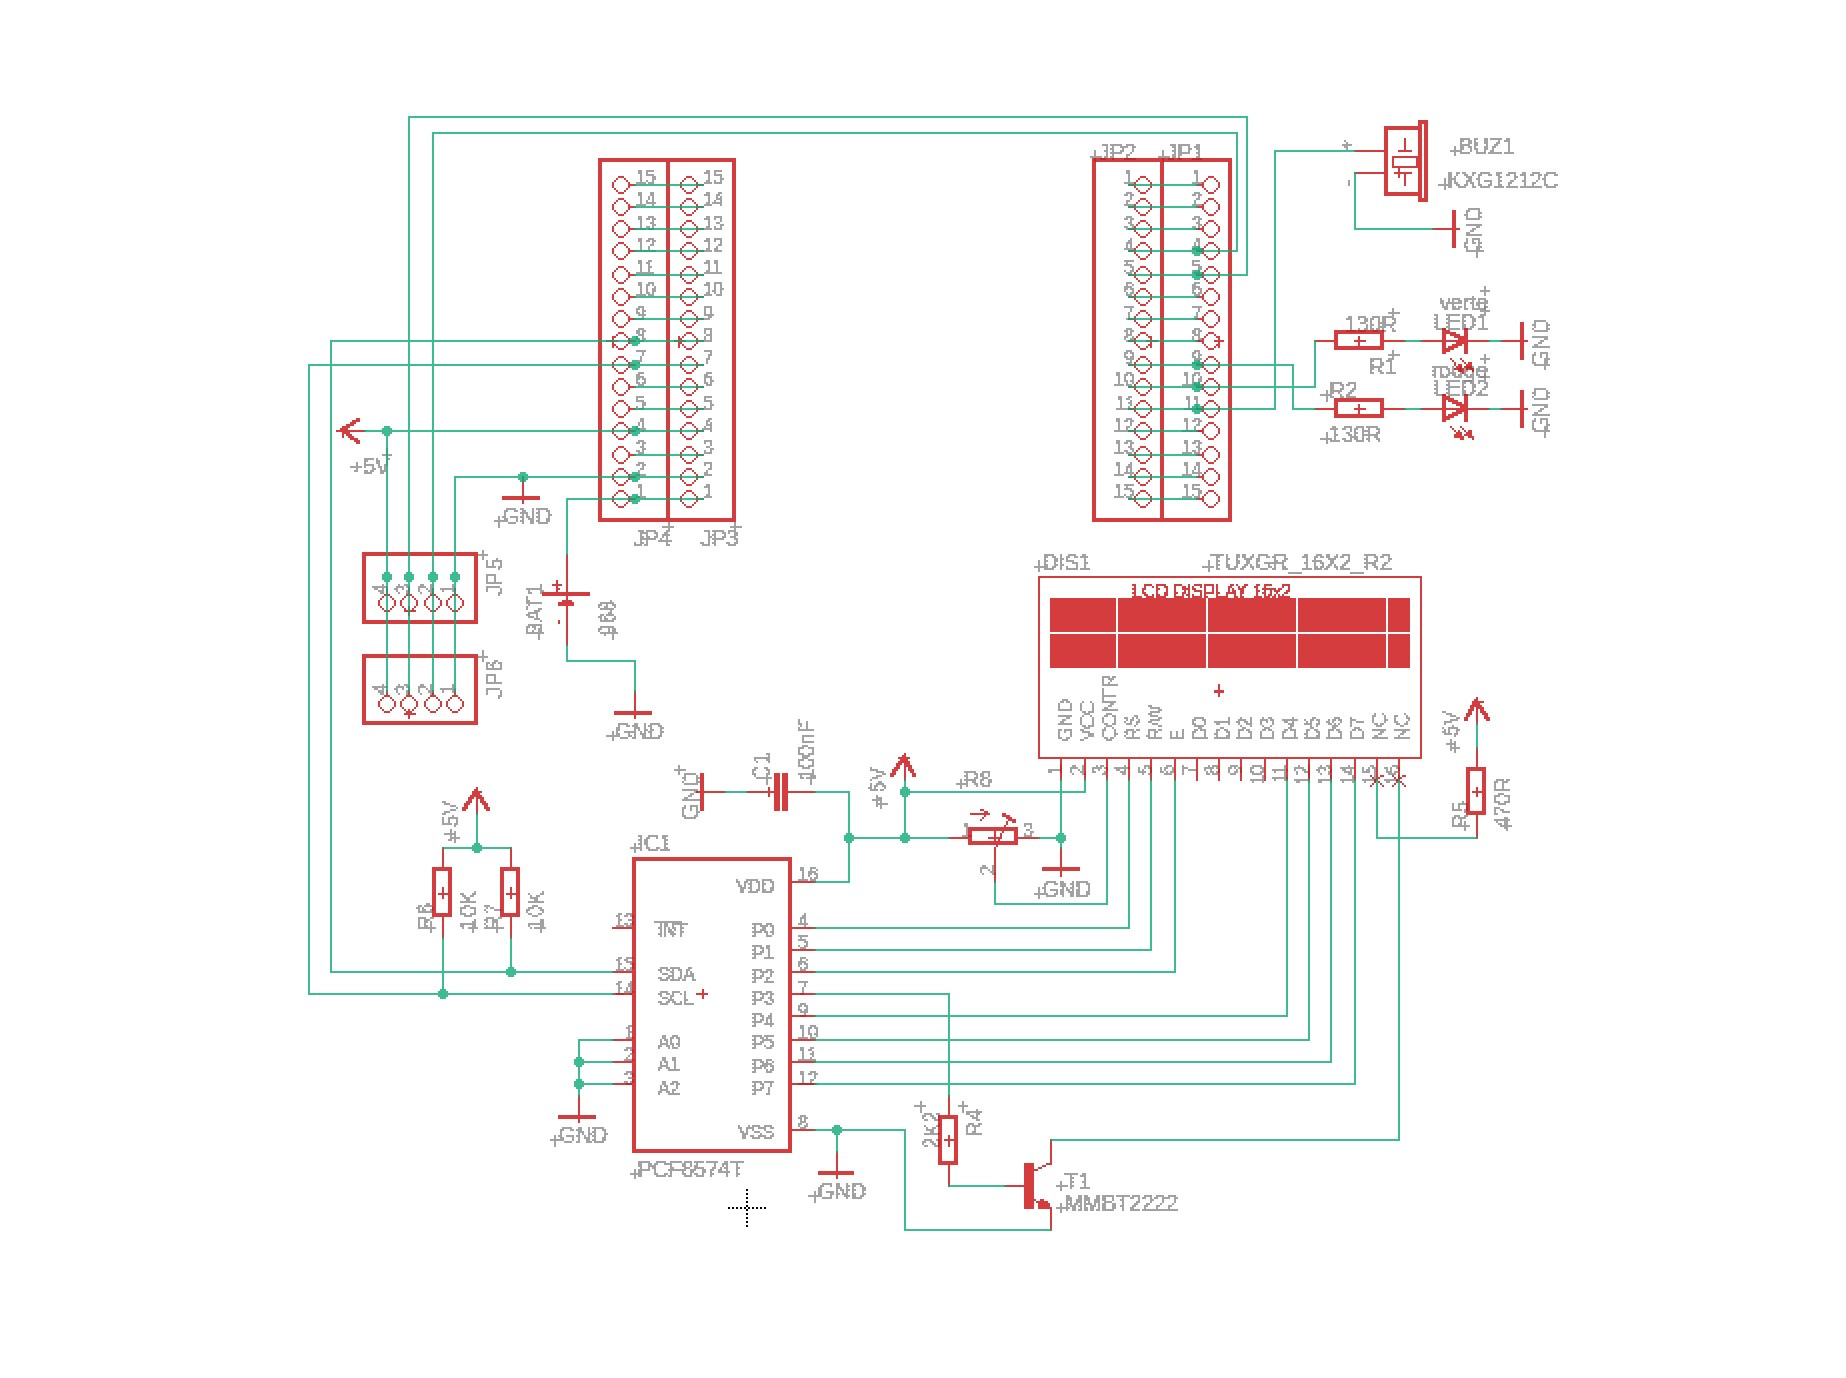 JP2
JP1
BUZ1
KXG1212C
GND
15 15
14 14
13 13
12 12
11 11
10 10
9 9
8 8
7 7
6 6
5 5
4 4
3 3
2 2
1 1
JP4
JP3
1 1
2 2
3 3
4 4
5 5
6 6
7 7
8 8
9 9
10 10
11 11
12 12
13 13
14 14
15 15
verte
LED1
130R
R1
GND
LED2
R2
130R
GND
+5V
GND
JP5
4 3 2 1
JP6
4 3 2 1
BAT1
+
-
GND
DIS1
TUXGR_16X2_R2
LCD DISPLAY 16x2
GND VCC CONTR RS R/W E D0 D1 D2 D3 D4 D5 D6 D7 NC NC
1 2 3 4 5 6 7 8 9 10 11 12 13 14 15 16
+5V
R5
470R
GND
C1
100nF
+5V
R8
1
3
2
GND
+5V
R6
10K
R7
10K
IC1
VDD 16
13 INT
P0 4
P1 5
15 SDA
P2 6
14 SCL
P3 7
P4 9
1 A0
P5 10
2 A1
P6 11
3 A2
P7 12
VSS 8
GND
PCF8574T
GND
2K2
R4
T1
MMBT2222